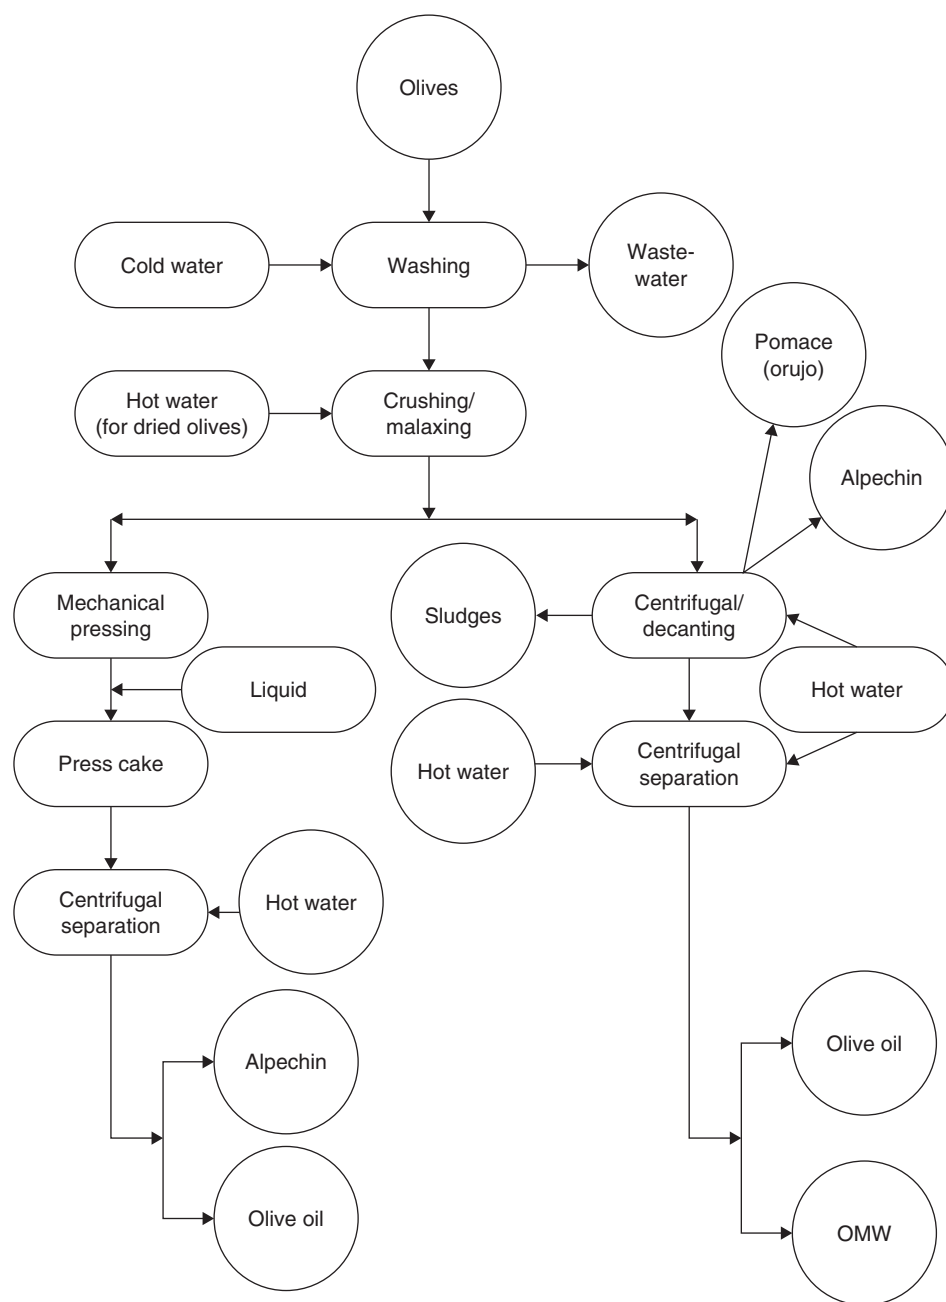 Olives
Cold water
Washing
Waste-
water
Pomace
(orujo)
Hot water
(for dried olives)
Crushing/
malaxing
Alpechin
Mechanical
pressing
Sludges
Centrifugal/
decanting
Liquid
Hot water
Press cake
Hot water
Centrifugal
separation
Centrifugal
separation
Hot water
Alpechin
Olive oil
Olive oil
OMW